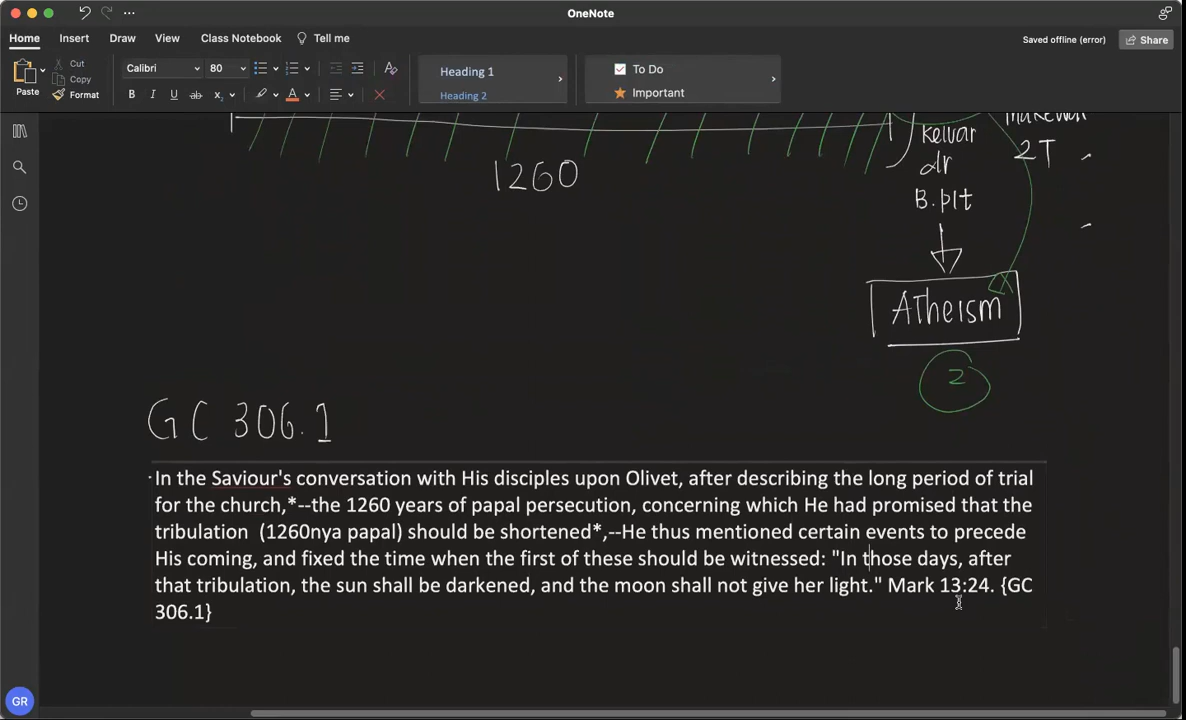 OneNote
Home Insert Draw View Class Notebook Tell me
Saved offline (error)
Share
Paste
Cut
Copy
Format
Calibri 80
B I U ab x A
Heading 1
Heading 2
To Do
Important
1260
kelvar
dr
B.plt
2 T
Atheism
2
GC 306.1
In the Saviour's conversation with His disciples upon Olivet, after describing the long period of trial
for the church,*--the 1260 years of papal persecution, concerning which He had promised that the
tribulation (1260nya papal) should be shortened*,--He thus mentioned certain events to precede
His coming, and fixed the time when the first of these should be witnessed: "In those days, after
that tribulation, the sun shall be darkened, and the moon shall not give her light." Mark 13:24. {GC
306.1}
GR